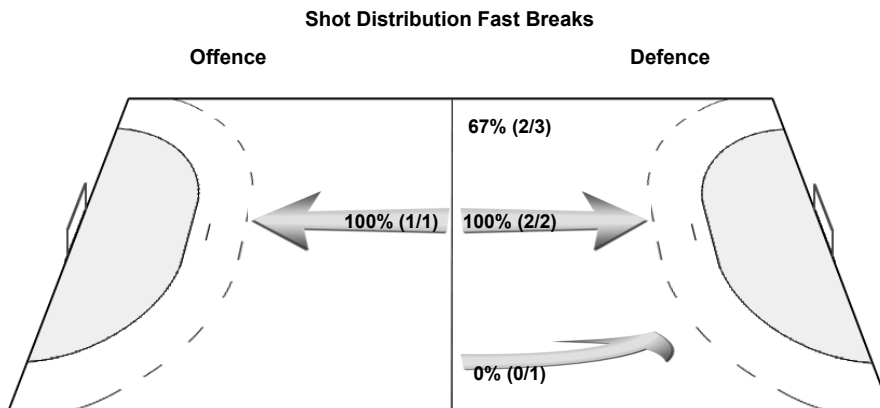 Shot Distribution Fast Breaks
Offence
Defence
67% (2/3)
100% (1/1)
100% (2/2)
0% (0/1)